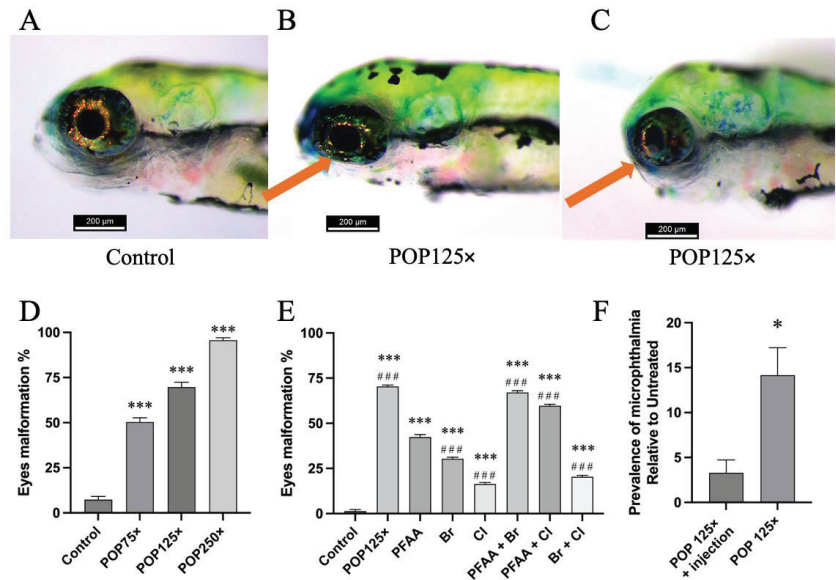 A
B
C
200 µm
200 µm
200 µm
Control
POP125×
POP125×
D
E
F
Eyes malformation %
100
75
50
25
0
***
***
***
Control
POP75×
POP125×
POP250×
Eyes malformation %
100
75
50
25
0
***
###
***
***
###
***
###
***
###
***
###
***
###
Control
POP125×
PFAA
Br
Cl
PFAA + Br
PFAA + Cl
Br + Cl
Prevalence of microphthalmia
Relative to Untreated
20
15
10
5
0
*
POP 125×
+ injection
POP 125×